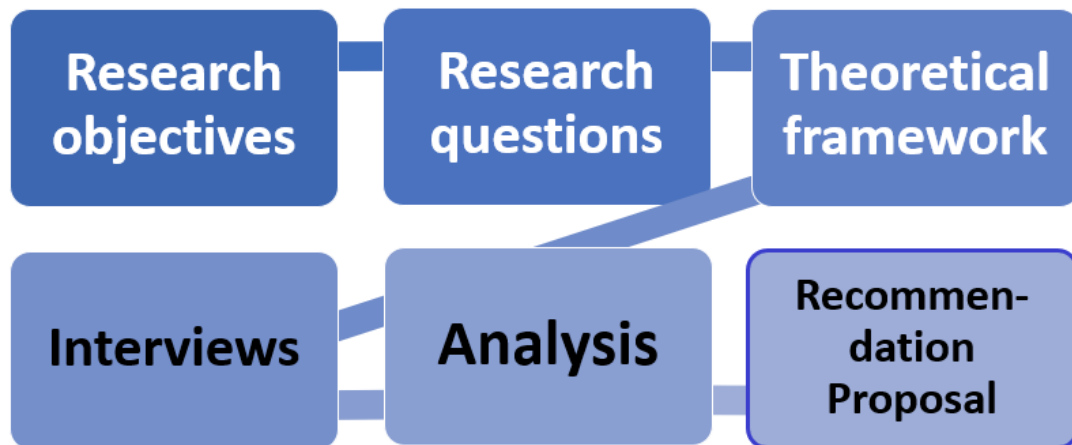 Research
objectives
Research
questions
Theoretical
framework
Interviews
Analysis
Recommen-
dation
Proposal